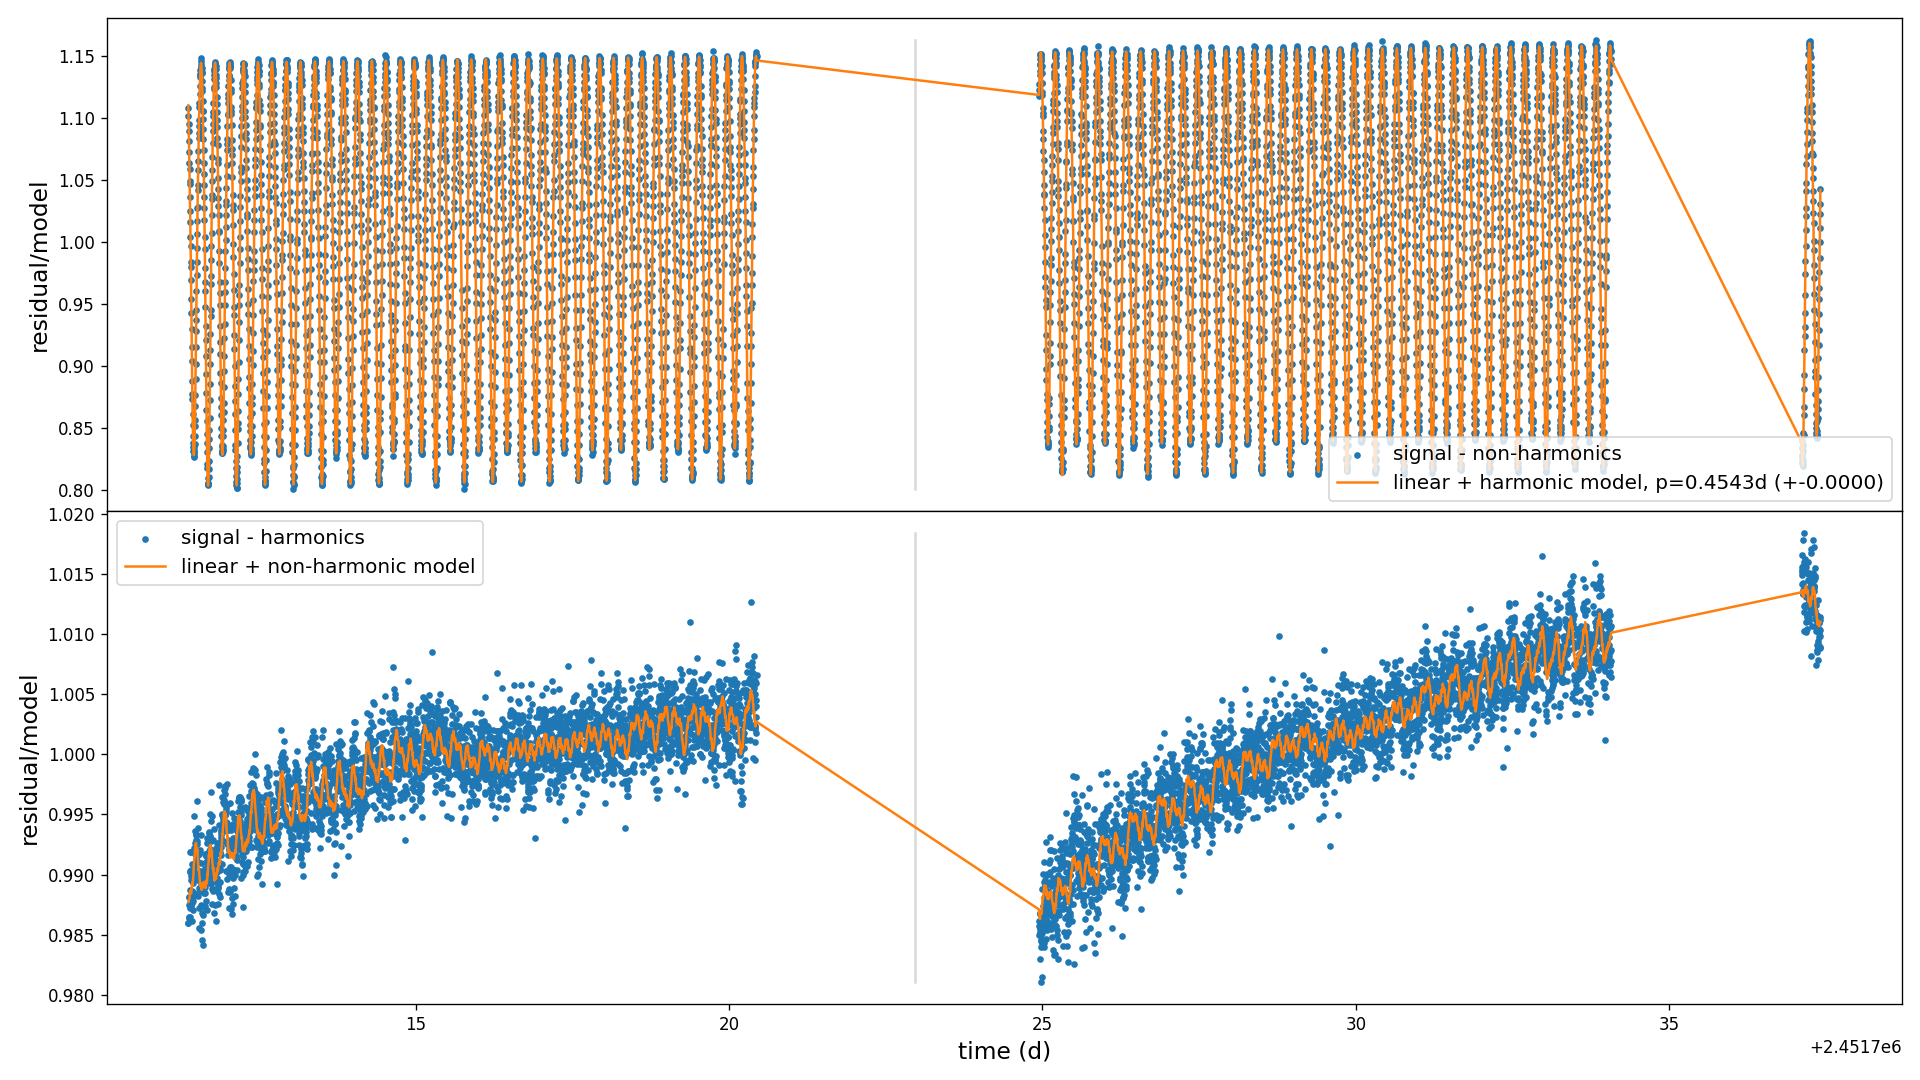 1.15
1.10
1.05
1.00
0.95
0.90
0.85
0.80
residual/model
signal - non-harmonics
linear + harmonic model, p=0.4543d (+-0.0000)
1.020
1.015
1.010
1.005
1.000
0.995
0.990
0.985
0.980
residual/model
signal - harmonics
linear + non-harmonic model
15
20
25
30
35
time (d)
+2.4517e6